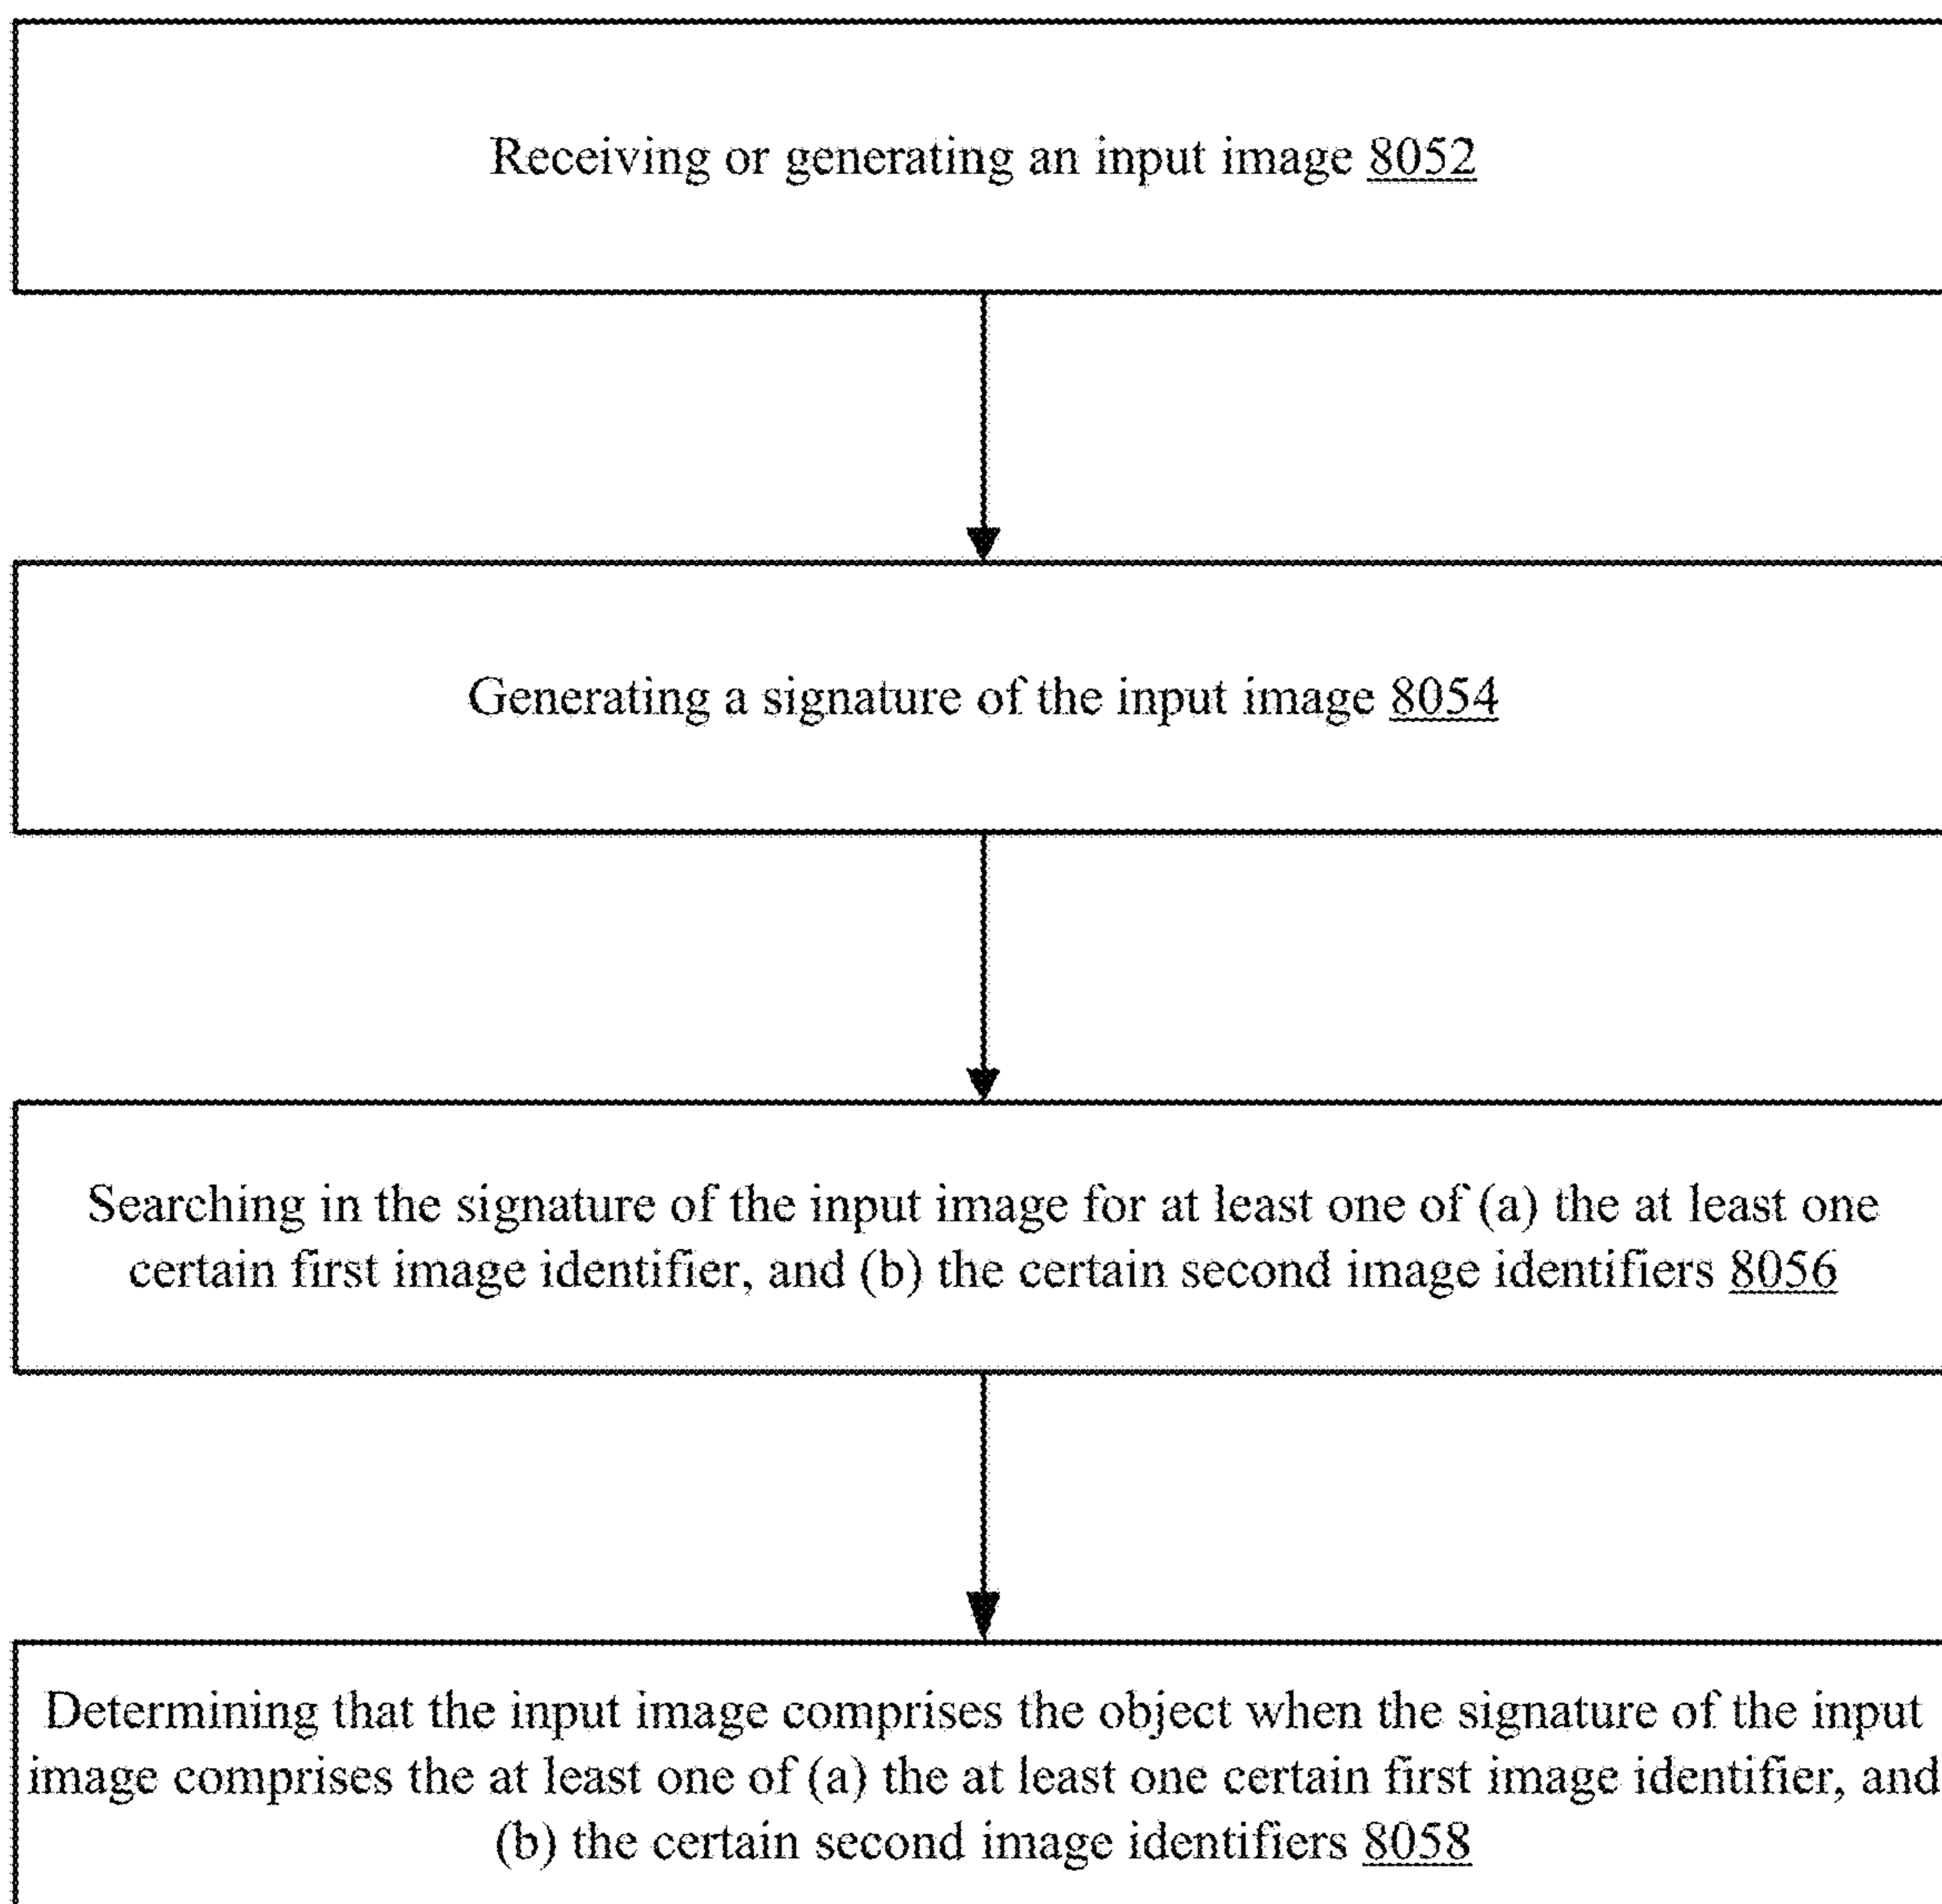 Receiving or generating an input image 8052
Generating a signature of the input image 8054
Searching in the signature of the input image for at least one of (a) the at least one
certain first image identifier, and (b) the certain second image identifiers 8056
Determining that the input image comprises the object when the signature of the input
image comprises the at least one of (a) the at least one certain first image identifier, and
(b) the certain second image identifiers 8058